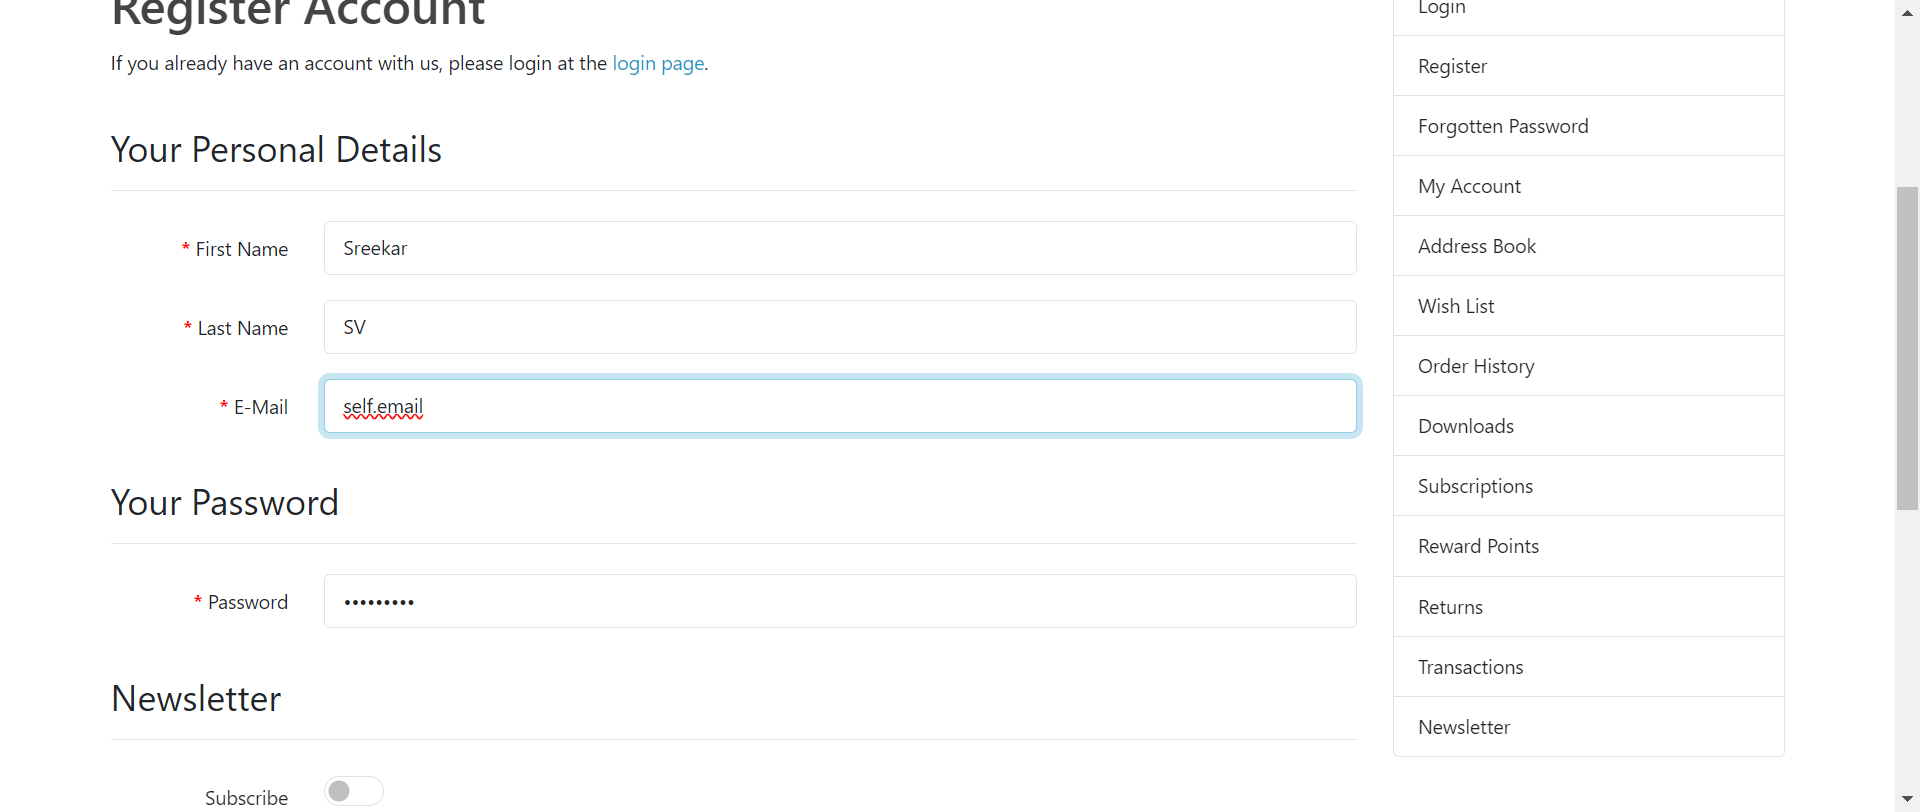 Register Account
If you already have an account with us, please login at the login page.
Your Personal Details
* First Name
Sreekar
* Last Name
SV
* E-Mail
self.email
Your Password
* Password
•••••••••
Newsletter
Subscribe
Login
Register
Forgotten Password
My Account
Address Book
Wish List
Order History
Downloads
Subscriptions
Reward Points
Returns
Transactions
Newsletter